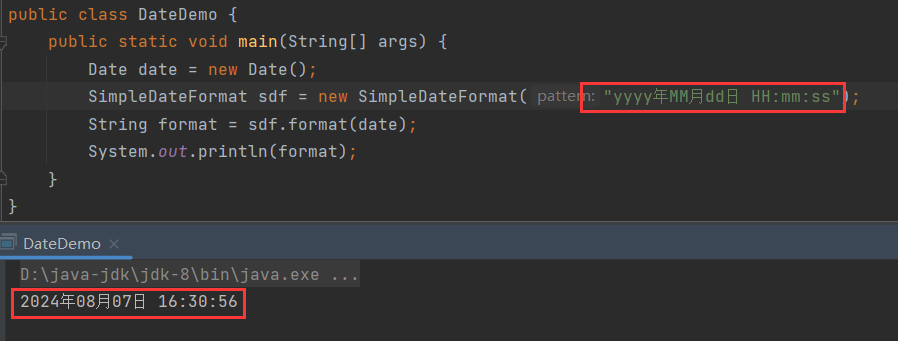 public class DateDemo {
public static void main(String[] args) {
Date date = new Date();
SimpleDateFormat sdf = new SimpleDateFormat( pattern: "yyyy年MM月dd日 HH:mm:ss");
String format = sdf.format(date);
System.out.println(format);
}
}
DateDemo ×
D:\java-jdk\jdk-8\bin\java.exe ...
2024年08月07日 16:30:56